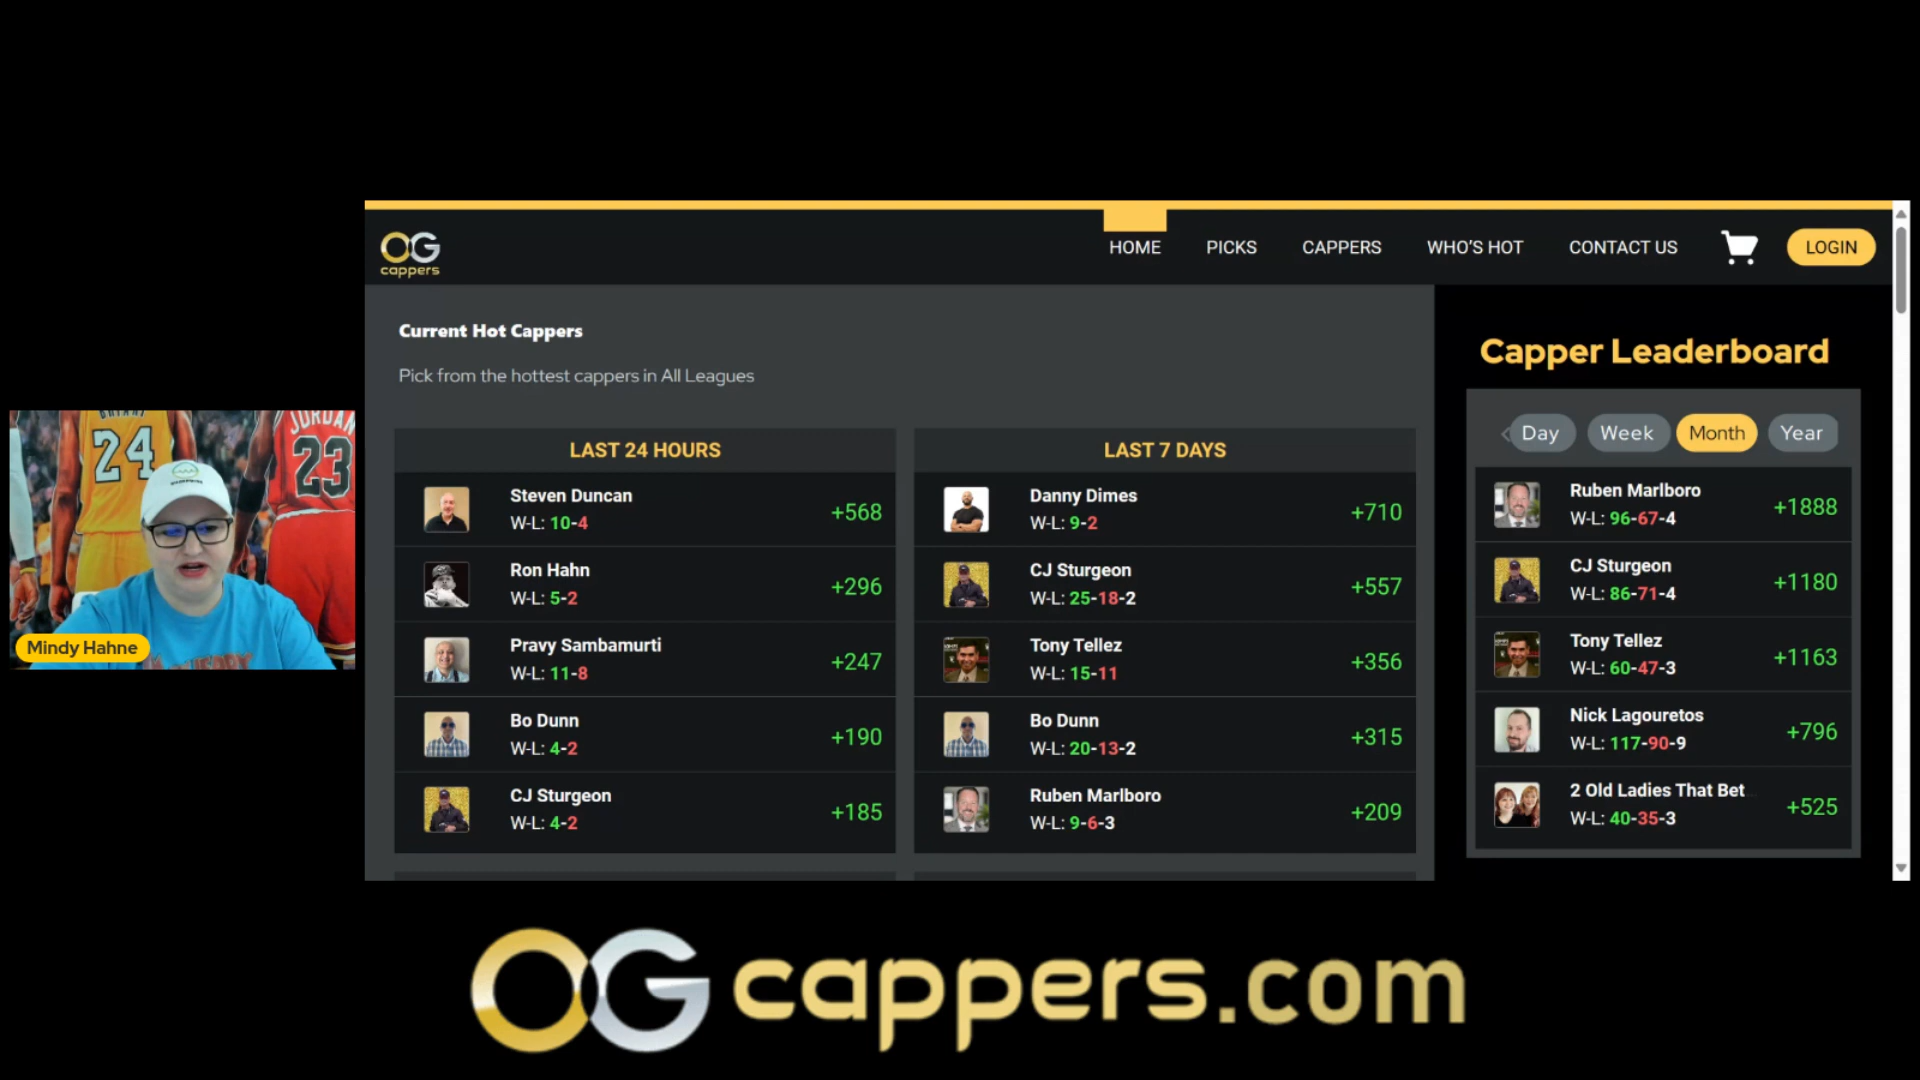 BRYANT
24
JORDAN
23
Mindy Hahne
OG
cappers
HOME
PICKS
CAPPERS
WHO'S HOT
CONTACT US
LOGIN
Current Hot Cappers
Pick from the hottest cappers in All Leagues
LAST 24 HOURS
Steven Duncan
W-L: 10-4
+568
Ron Hahn
W-L: 5-2
+296
Pravy Sambamurti
W-L: 11-8
+247
Bo Dunn
W-L: 4-2
+190
CJ Sturgeon
W-L: 4-2
+185
LAST 7 DAYS
Danny Dimes
W-L: 9-2
+710
CJ Sturgeon
W-L: 25-18-2
+557
Tony Tellez
W-L: 15-11
+356
Bo Dunn
W-L: 20-13-2
+315
Ruben Marlboro
W-L: 9-6-3
+209
Capper Leaderboard
Day
Week
Month
Year
Ruben Marlboro
W-L: 96-67-4
+1888
CJ Sturgeon
W-L: 86-71-4
+1180
Tony Tellez
W-L: 60-47-3
+1163
Nick Lagouretos
W-L: 117-90-9
+796
2 Old Ladies That Bet
W-L: 40-35-3
+525
OG cappers.com